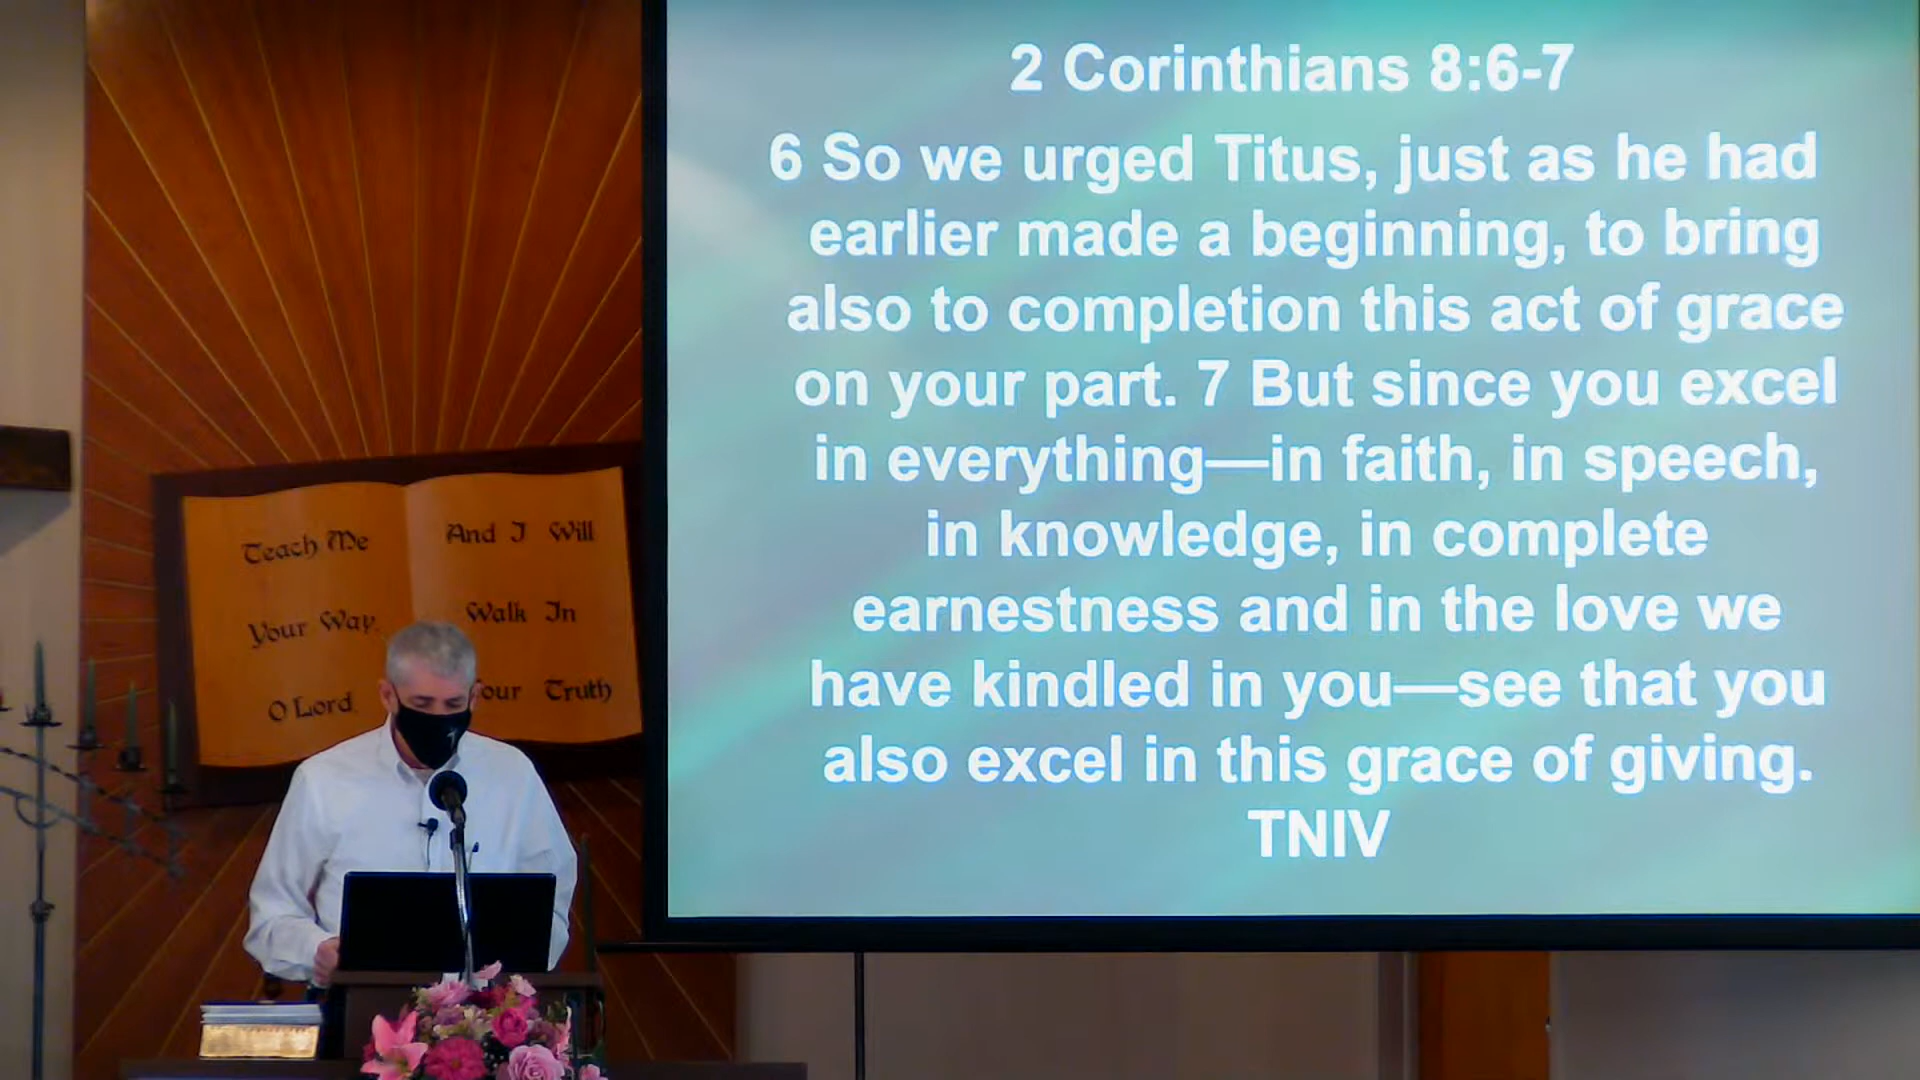 2 Corinthians 8:6-7
6 So we urged Titus, just as he had
earlier made a beginning, to bring
also to completion this act of grace
on your part. 7 But since you excel
in everything—in faith, in speech,
in knowledge, in complete
earnestness and in the love we
have kindled in you—see that you
also excel in this grace of giving.
TNIV
Teach Me
Your Way,
O Lord,
And I Will
Walk In
our Truth